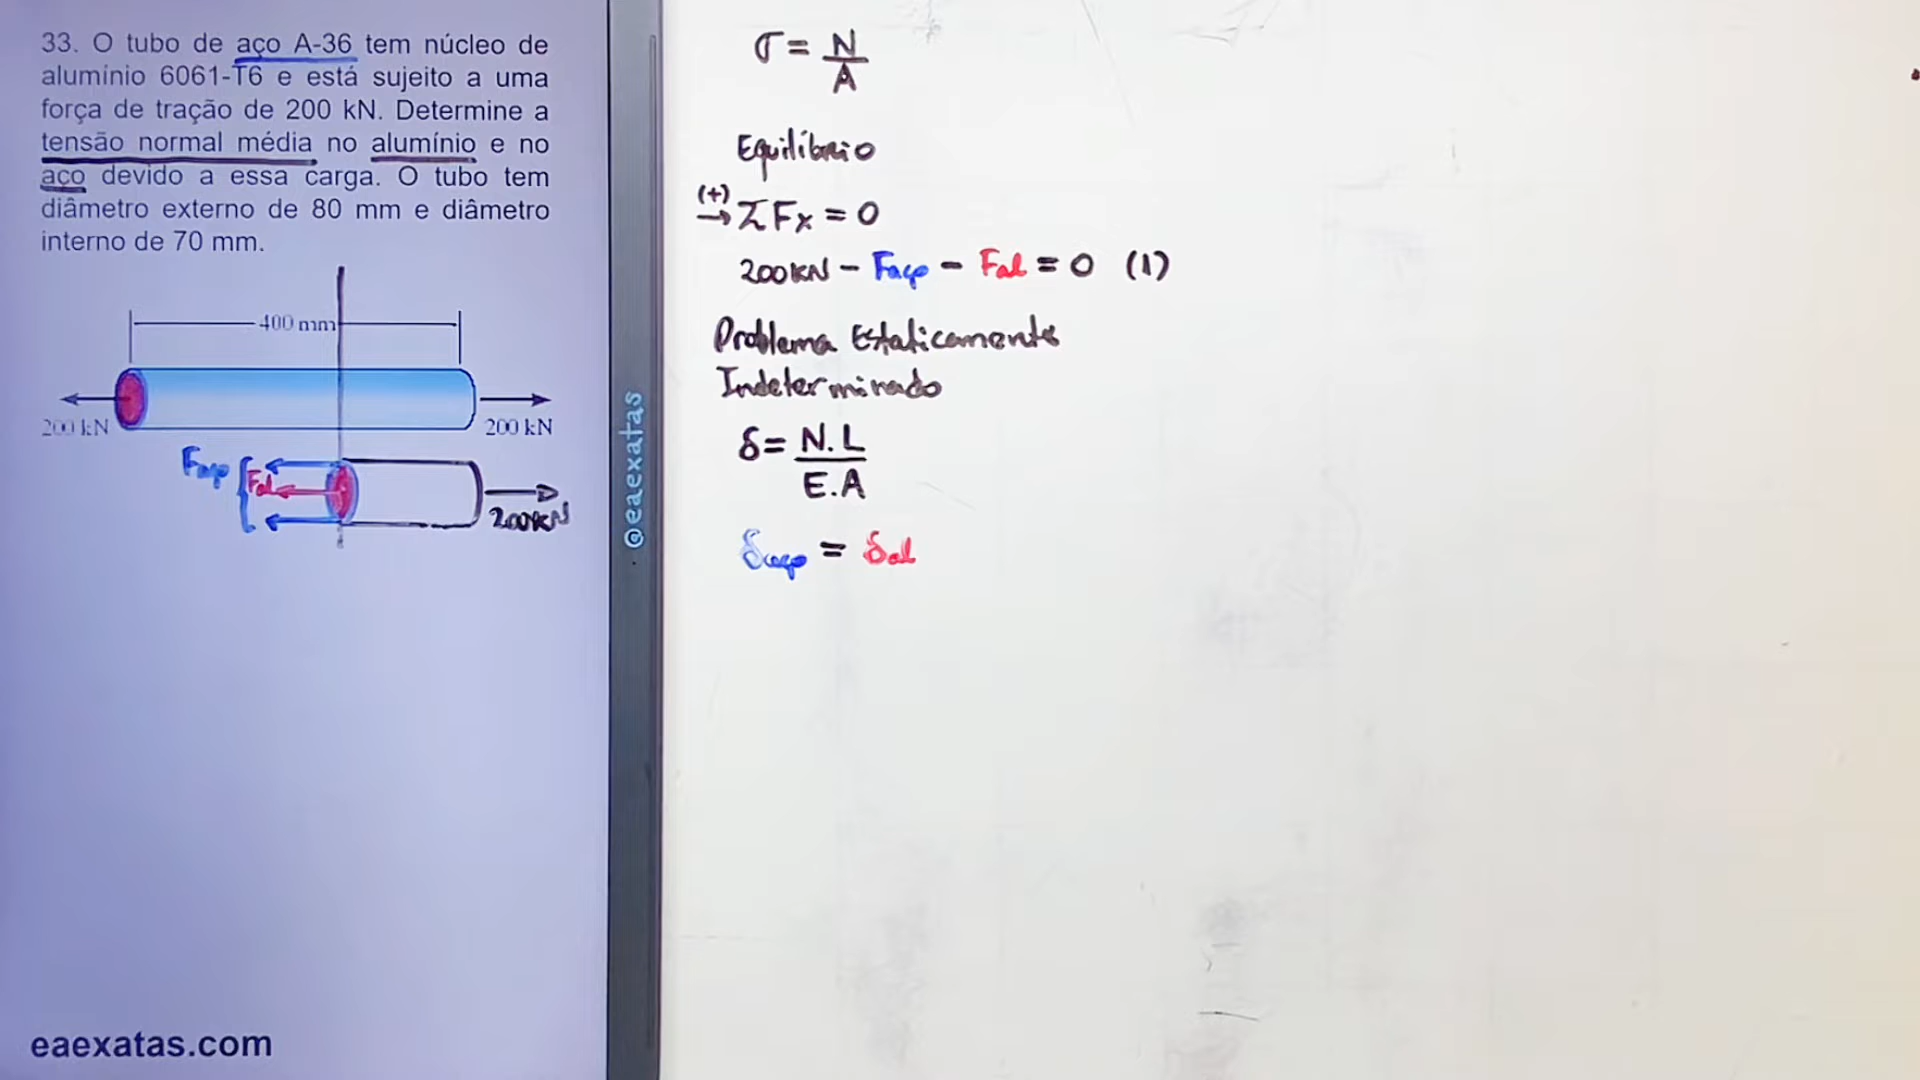 33. O tubo de aço A-36 tem núcleo de
alumínio 6061-T6 e está sujeito a uma
força de tração de 200 kN. Determine a
tensão normal média no alumínio e no
aço devido a essa carga. O tubo tem
diâmetro externo de 80 mm e diâmetro
interno de 70 mm.
400 mm
200 kN
200 kN
Faço
Fal
200KN
eaexatas.com
@eaexatas
σ = N/A
Equilíbrio
(+)
→ ΣFx = 0
200KN - Faço - Fal = 0 (1)
Problema Estaticamente
Indeterminado
δ = N.L/E.A
δaço = δal